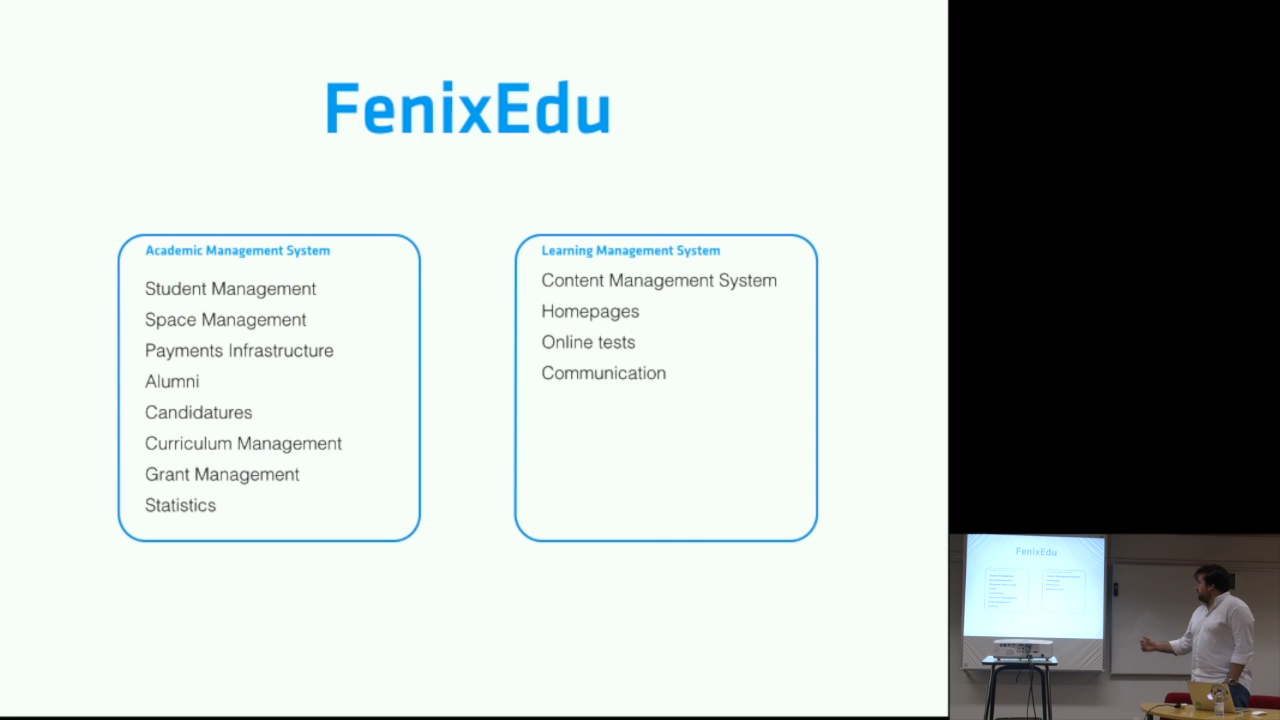 FenixEdu
Academic Management System
Student Management
Space Management
Payments Infrastructure
Alumni
Candidatures
Curriculum Management
Grant Management
Statistics
Learning Management System
Content Management System
Homepages
Online tests
Communication
FenixEdu